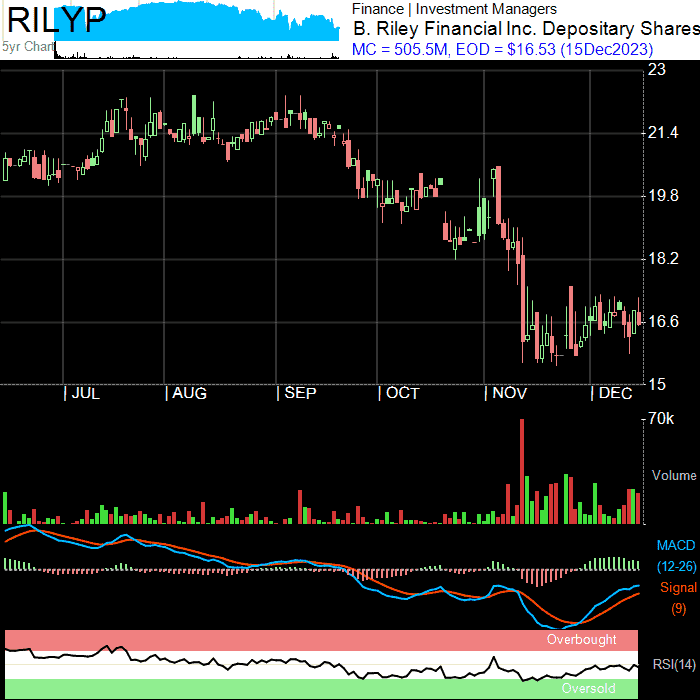 RILYP
5yr Chart
Finance | Investment Managers
B. Riley Financial Inc. Depositary Shares
MC = 505.5M, EOD = $16.53 (15Dec2023)
23
21.4
19.8
18.2
16.6
15
| JUL | AUG | SEP | OCT | NOV | DEC
70k
Volume
MACD
(12-26)
Signal
(9)
Overbought
RSI(14)
Oversold